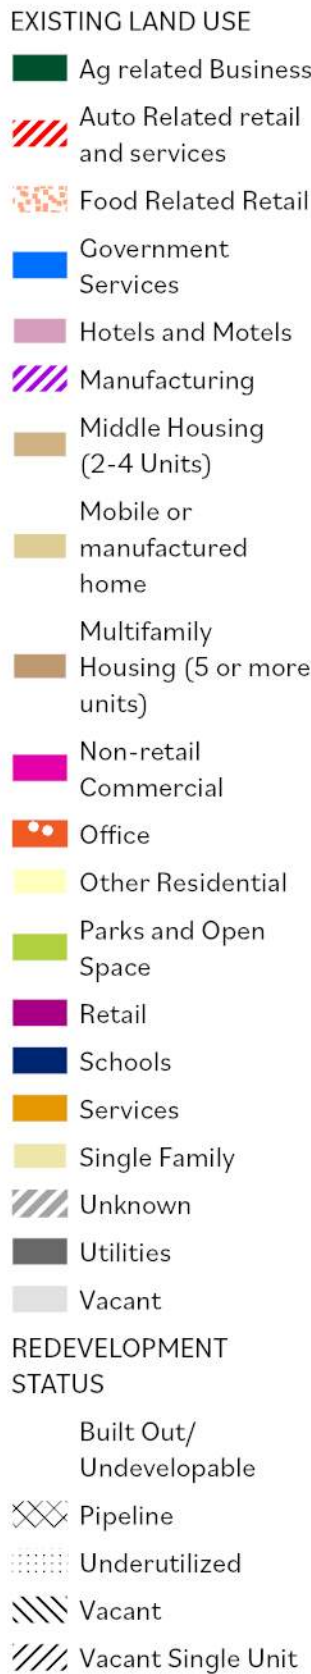 EXISTING LAND USE
Ag related Business
Auto Related retail
and services
Food Related Retail
Government
Services
Hotels and Motels
Manufacturing
Middle Housing
(2-4 Units)
Mobile or
manufactured
home
Multifamily
Housing (5 or more
units)
Non-retail
Commercial
Office
Other Residential
Parks and Open
Space
Retail
Schools
Services
Single Family
Unknown
Utilities
Vacant
REDEVELOPMENT
STATUS
Built Out/
Undevelopable
Pipeline
Underutilized
Vacant
Vacant Single Unit